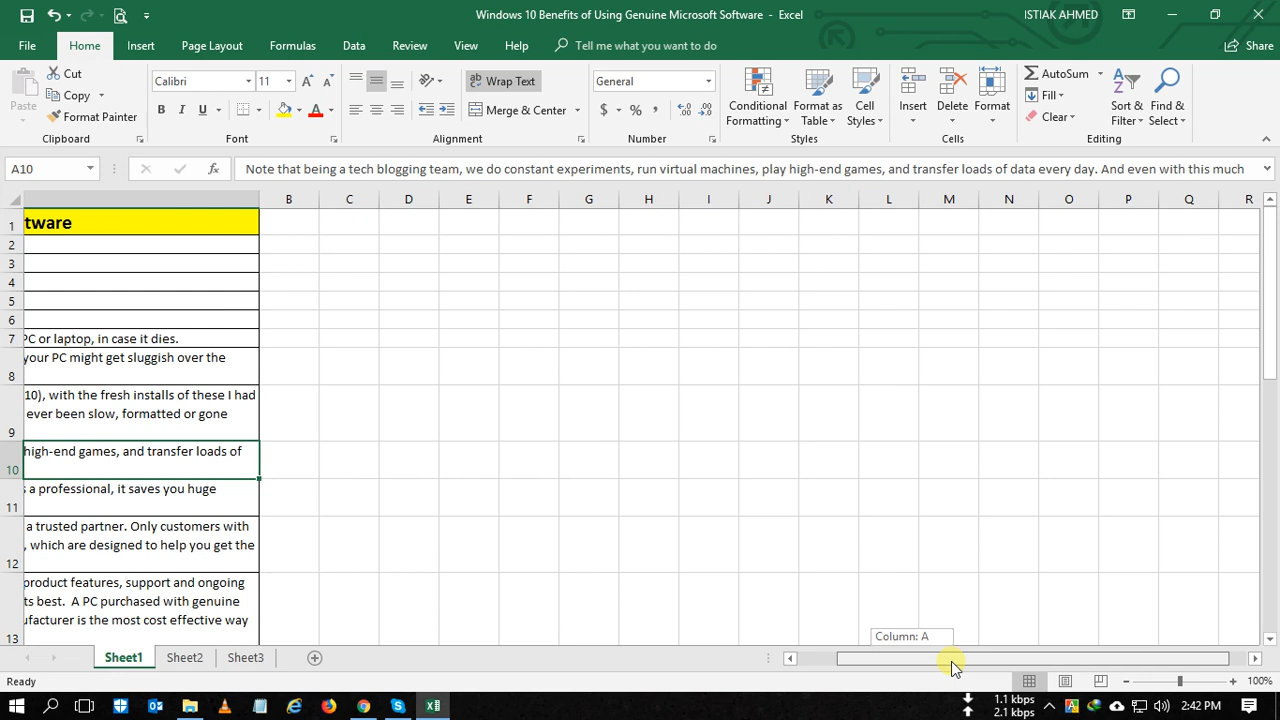 Windows 10 Benefits of Using Genuine Microsoft Software - Excel
ISTIAK AHMED
File Home Insert Page Layout Formulas Data Review View Help Tell me what you want to do Share
Paste
Cut
Copy
Format Painter
Clipboard
Calibri 11
B I U
Font
Wrap Text
Merge & Center
Alignment
General
$ % ,
Number
Conditional Formatting
Format as Table
Cell Styles
Styles
Insert
Delete
Format
Cells
AutoSum
Fill
Clear
Sort & Filter
Find & Select
Editing
A10 fx Note that being a tech blogging team, we do constant experiments, run virtual machines, play high-end games, and transfer loads of data every day. And even with this much
B C D E F G H I J K L M N O P Q R
1 tware
2
3
4
5
6
7 PC or laptop, in case it dies.
your PC might get sluggish over the
8
10), with the fresh installs of these I had
ever been slow, formatted or gone
9
high-end games, and transfer loads of
10
s a professional, it saves you huge
11
a trusted partner. Only customers with
, which are designed to help you get the
12
product features, support and ongoing
ts best. A PC purchased with genuine
ufacturer is the most cost effective way
13
Column: A
Sheet1 Sheet2 Sheet3
Ready
100%
1.1 kbps
2.1 kbps
2:42 PM